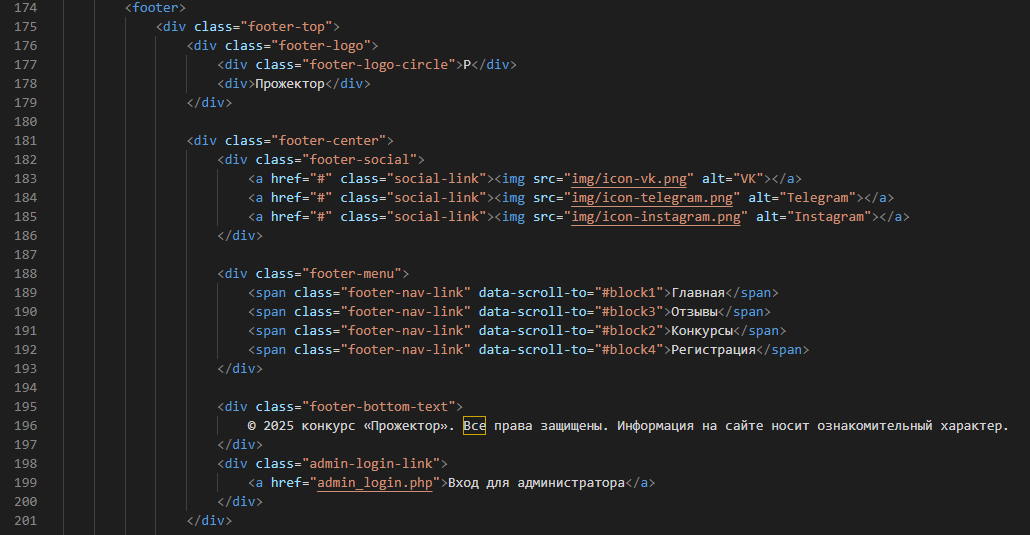 174 <footer>
175 <div class="footer-top">
176 <div class="footer-logo">
177 <div class="footer-logo-circle">P</div>
178 <div>Прожектор</div>
179 </div>
180
181 <div class="footer-center">
182 <div class="footer-social">
183 <a href="#" class="social-link"><img src="img/icon-vk.png" alt="VK"></a>
184 <a href="#" class="social-link"><img src="img/icon-telegram.png" alt="Telegram"></a>
185 <a href="#" class="social-link"><img src="img/icon-instagram.png" alt="Instagram"></a>
186 </div>
187
188 <div class="footer-menu">
189 <span class="footer-nav-link" data-scroll-to="#block1">Главная</span>
190 <span class="footer-nav-link" data-scroll-to="#block3">Отзывы</span>
191 <span class="footer-nav-link" data-scroll-to="#block2">Конкурсы</span>
192 <span class="footer-nav-link" data-scroll-to="#block4">Регистрация</span>
193 </div>
194
195 <div class="footer-bottom-text">
196 © 2025 конкурс «Прожектор». Все права защищены. Информация на сайте носит ознакомительный характер.
197 </div>
198 <div class="admin-login-link">
199 <a href="admin_login.php">Вход для администратора</a>
200 </div>
201 </div>